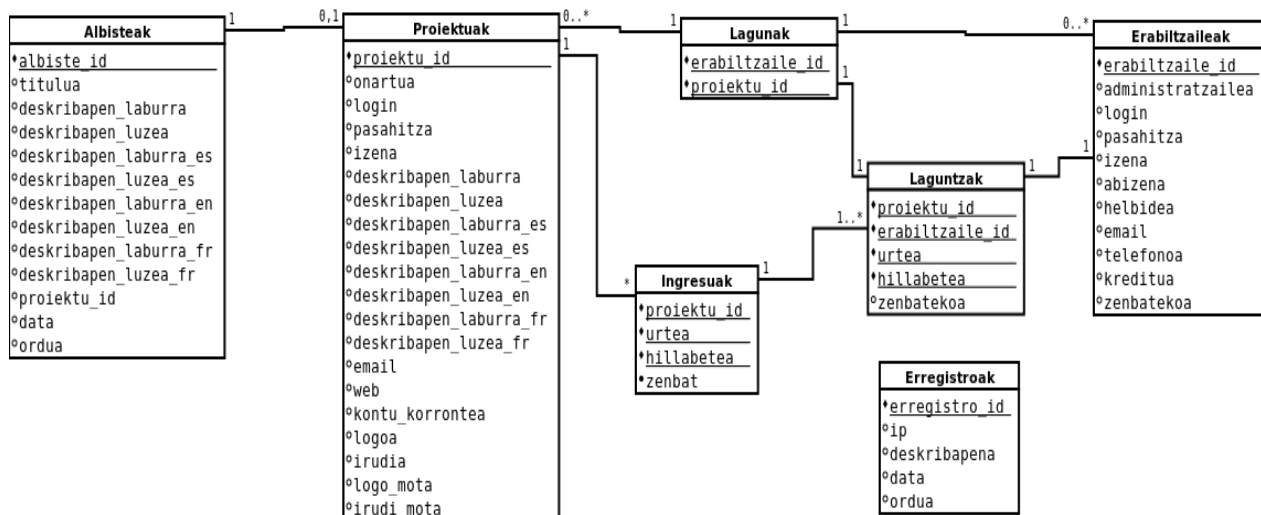 Albisteak
albiste_id
titulua
deskribapen_laburra
deskribapen_luzea
deskribapen_laburra_es
deskribapen_luzea_es
deskribapen_laburra_en
deskribapen_luzea_en
deskribapen_laburra_fr
deskribapen_luzea_fr
proiektu_id
data
ordua
1
0,1
Proiektuak
proiektu_id
onartua
login
pasahitza
izena
deskribapen_laburra
deskribapen_luzea
deskribapen_laburra_es
deskribapen_luzea_es
deskribapen_laburra_en
deskribapen_luzea_en
deskribapen_laburra_fr
deskribapen_luzea_fr
email
web
kontu_korrontea
logoa
irudia
logo_mota
irudi_mota
0..*
1
1
*
Lagunak
erabiltzaile_id
proiektu_id
1
0..*
1
1
Ingresuak
proiektu_id
urtea
hillabetea
zenbat
1
1..*
Laguntzak
proiektu_id
erabiltzaile_id
urtea
hillabetea
zenbatekoa
1
1
Erabiltzaileak
erabiltzaile_id
administratzailea
login
pasahitza
izena
abizena
helbidea
email
telefonoa
kreditua
zenbatekoa
Erregistroak
erregistro_id
ip
deskribapena
data
ordua